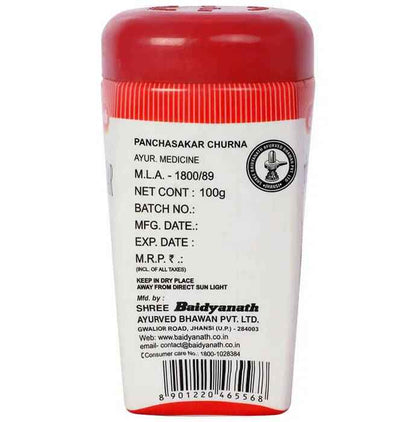 PANCHASAKAR CHURNA
AYUR. MEDICINE
M.L.A. - 1800/89
NET CONT : 100g
BATCH NO.:
MFG. DATE :
EXP. DATE :
M.R.P. ₹ .:
(INCL. OF ALL TAXES)
KEEP IN DRY PLACE
AWAY FROM DIRECT SUN LIGHT
Mfd. by :
SHREE Baidyanath
AYURVED BHAWAN PVT. LTD.
GWALIOR ROAD, JHANSI (U.P.) - 284003
Web: www.baidyanath.co.in
email- contact@baidyanath.co.in
Consumer care No.: 1800-1028384
8 901220 465568